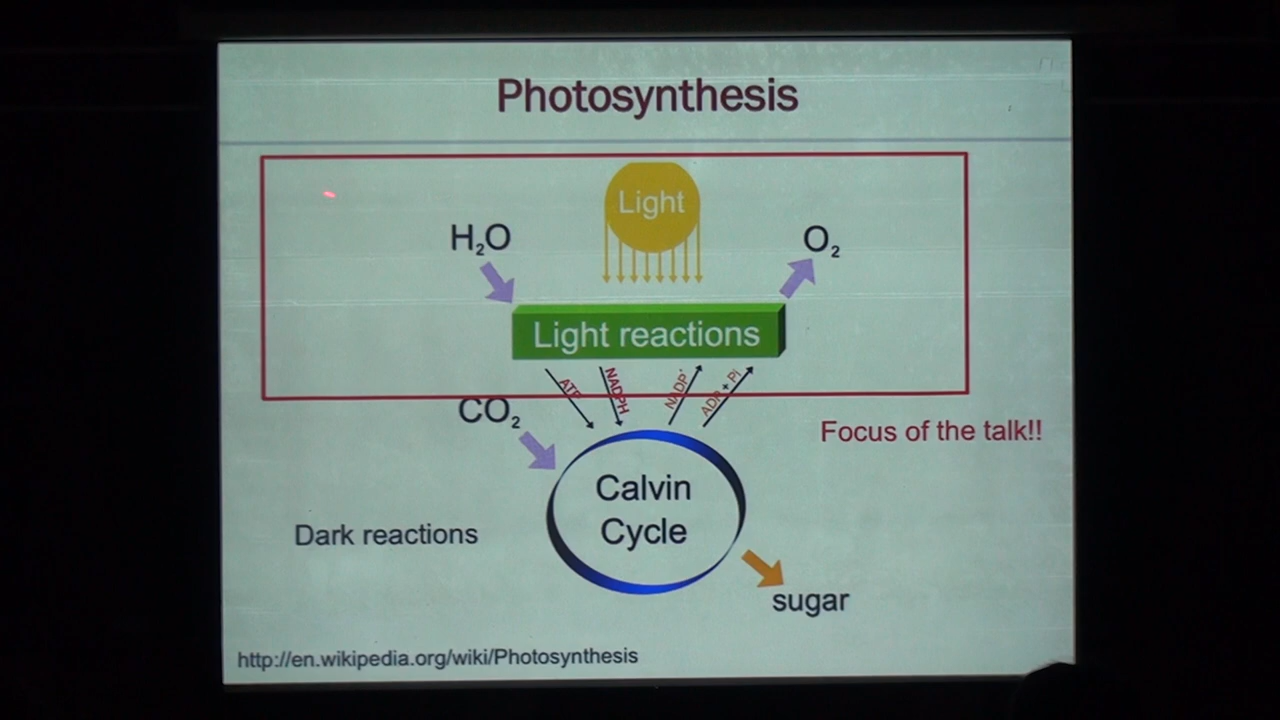 Photosynthesis
Light
H₂O
O₂
Light reactions
ATP
NADPH
NADP⁺
ADP + Pi
CO₂
Focus of the talk!!
Calvin
Cycle
Dark reactions
sugar
http://en.wikipedia.org/wiki/Photosynthesis